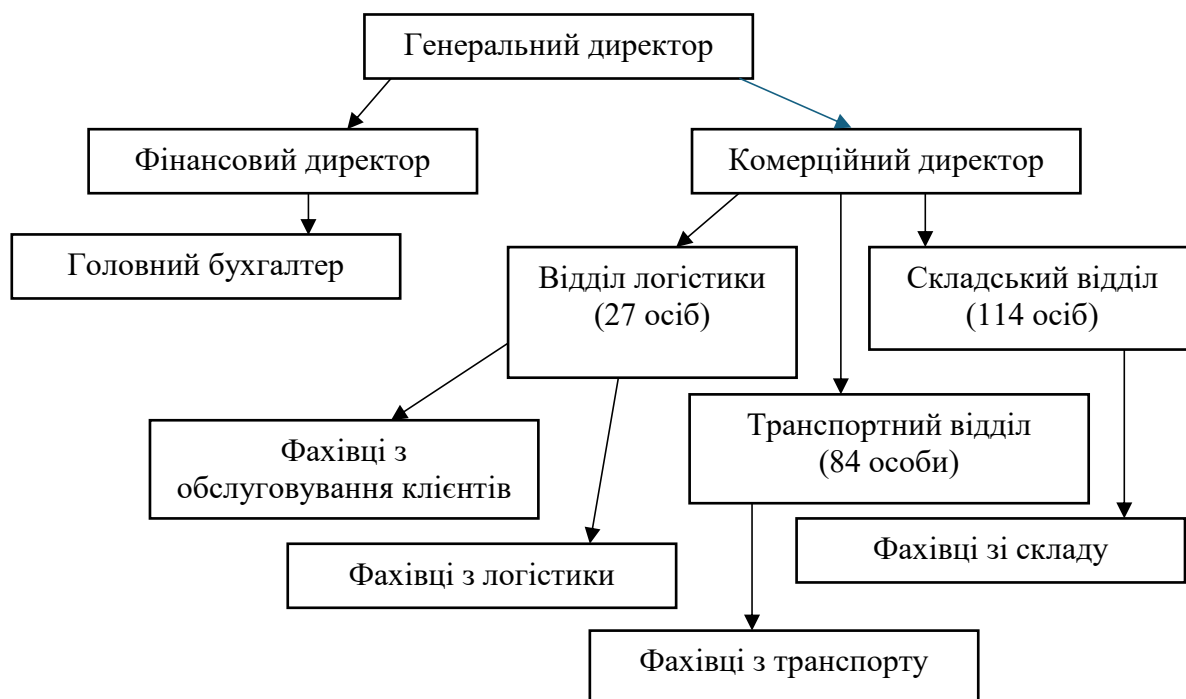 Генеральний директор
Фінансовий директор
Комерційний директор
Головний бухгалтер
Відділ логістики
(27 осіб)
Складський відділ
(114 осіб)
Фахівці з
обслуговування клієнтів
Транспортний відділ
(84 особи)
Фахівці з логістики
Фахівці зі складу
Фахівці з транспорту